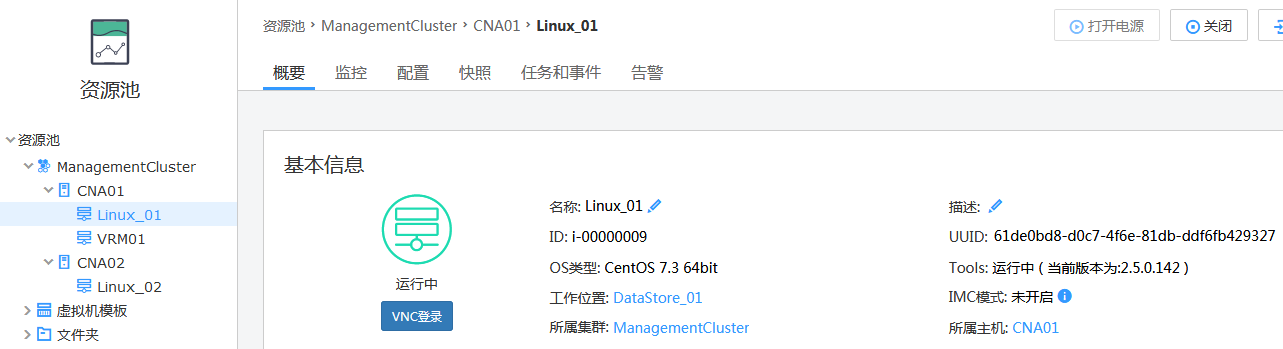 资源池
资源池
ManagementCluster
CNA01
Linux_01
VRM01
CNA02
Linux_02
虚拟机模板
文件夹
资源池 › ManagementCluster › CNA01 › Linux_01
打开电源 关闭
概要 监控 配置 快照 任务和事件 告警
基本信息
运行中
VNC登录
名称: Linux_01
ID: i-00000009
OS类型: CentOS 7.3 64bit
工作位置: DataStore_01
所属集群: ManagementCluster
描述:
UUID: 61de0bd8-d0c7-4f6e-81db-ddf6fb429327
Tools: 运行中 ( 当前版本为:2.5.0.142 )
IMC模式: 未开启
所属主机: CNA01